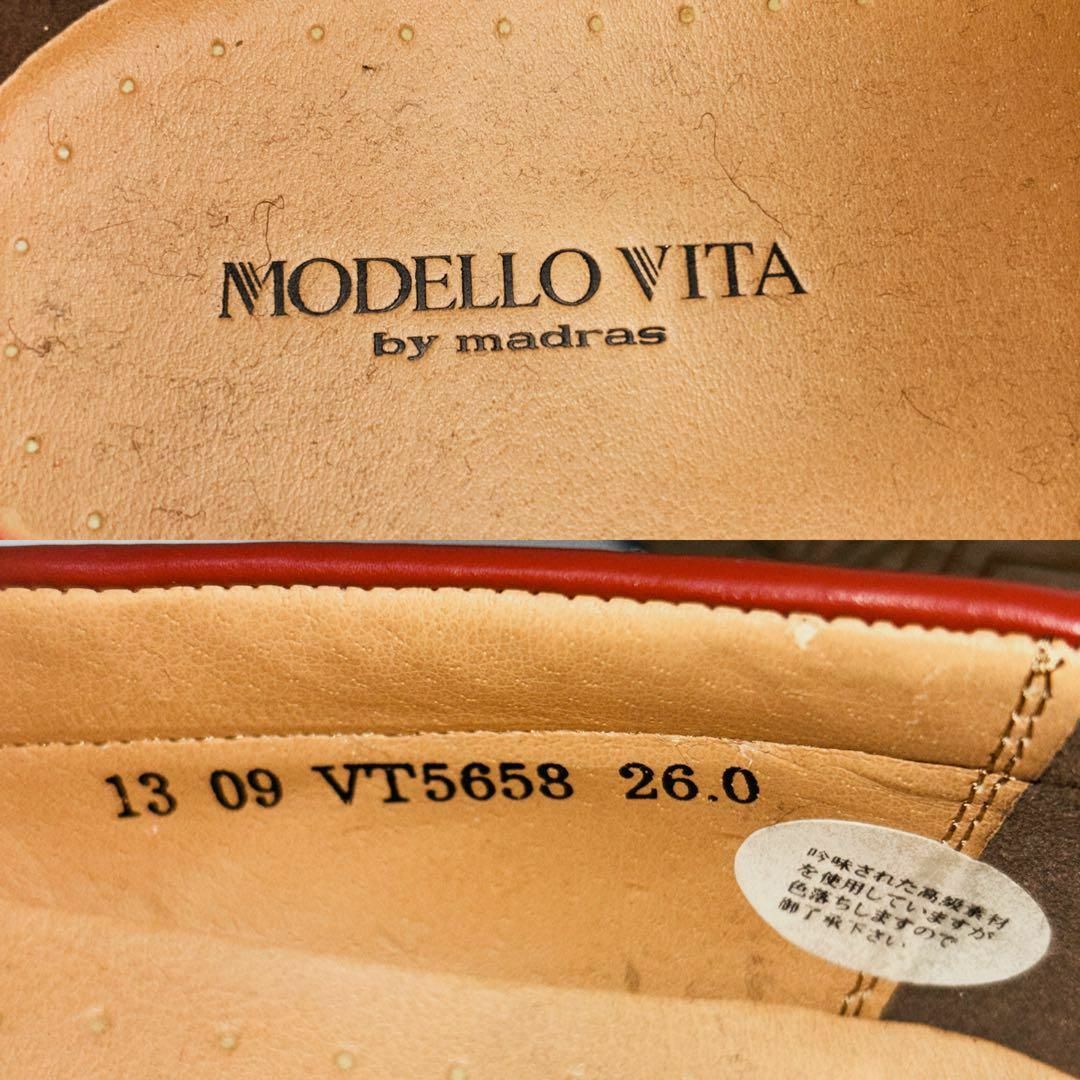 MODELLO VITA
by madras
13 09 VT5658 26.0
吟味された高級素材
を使用していますが
色落ちしますので
御了承下さい